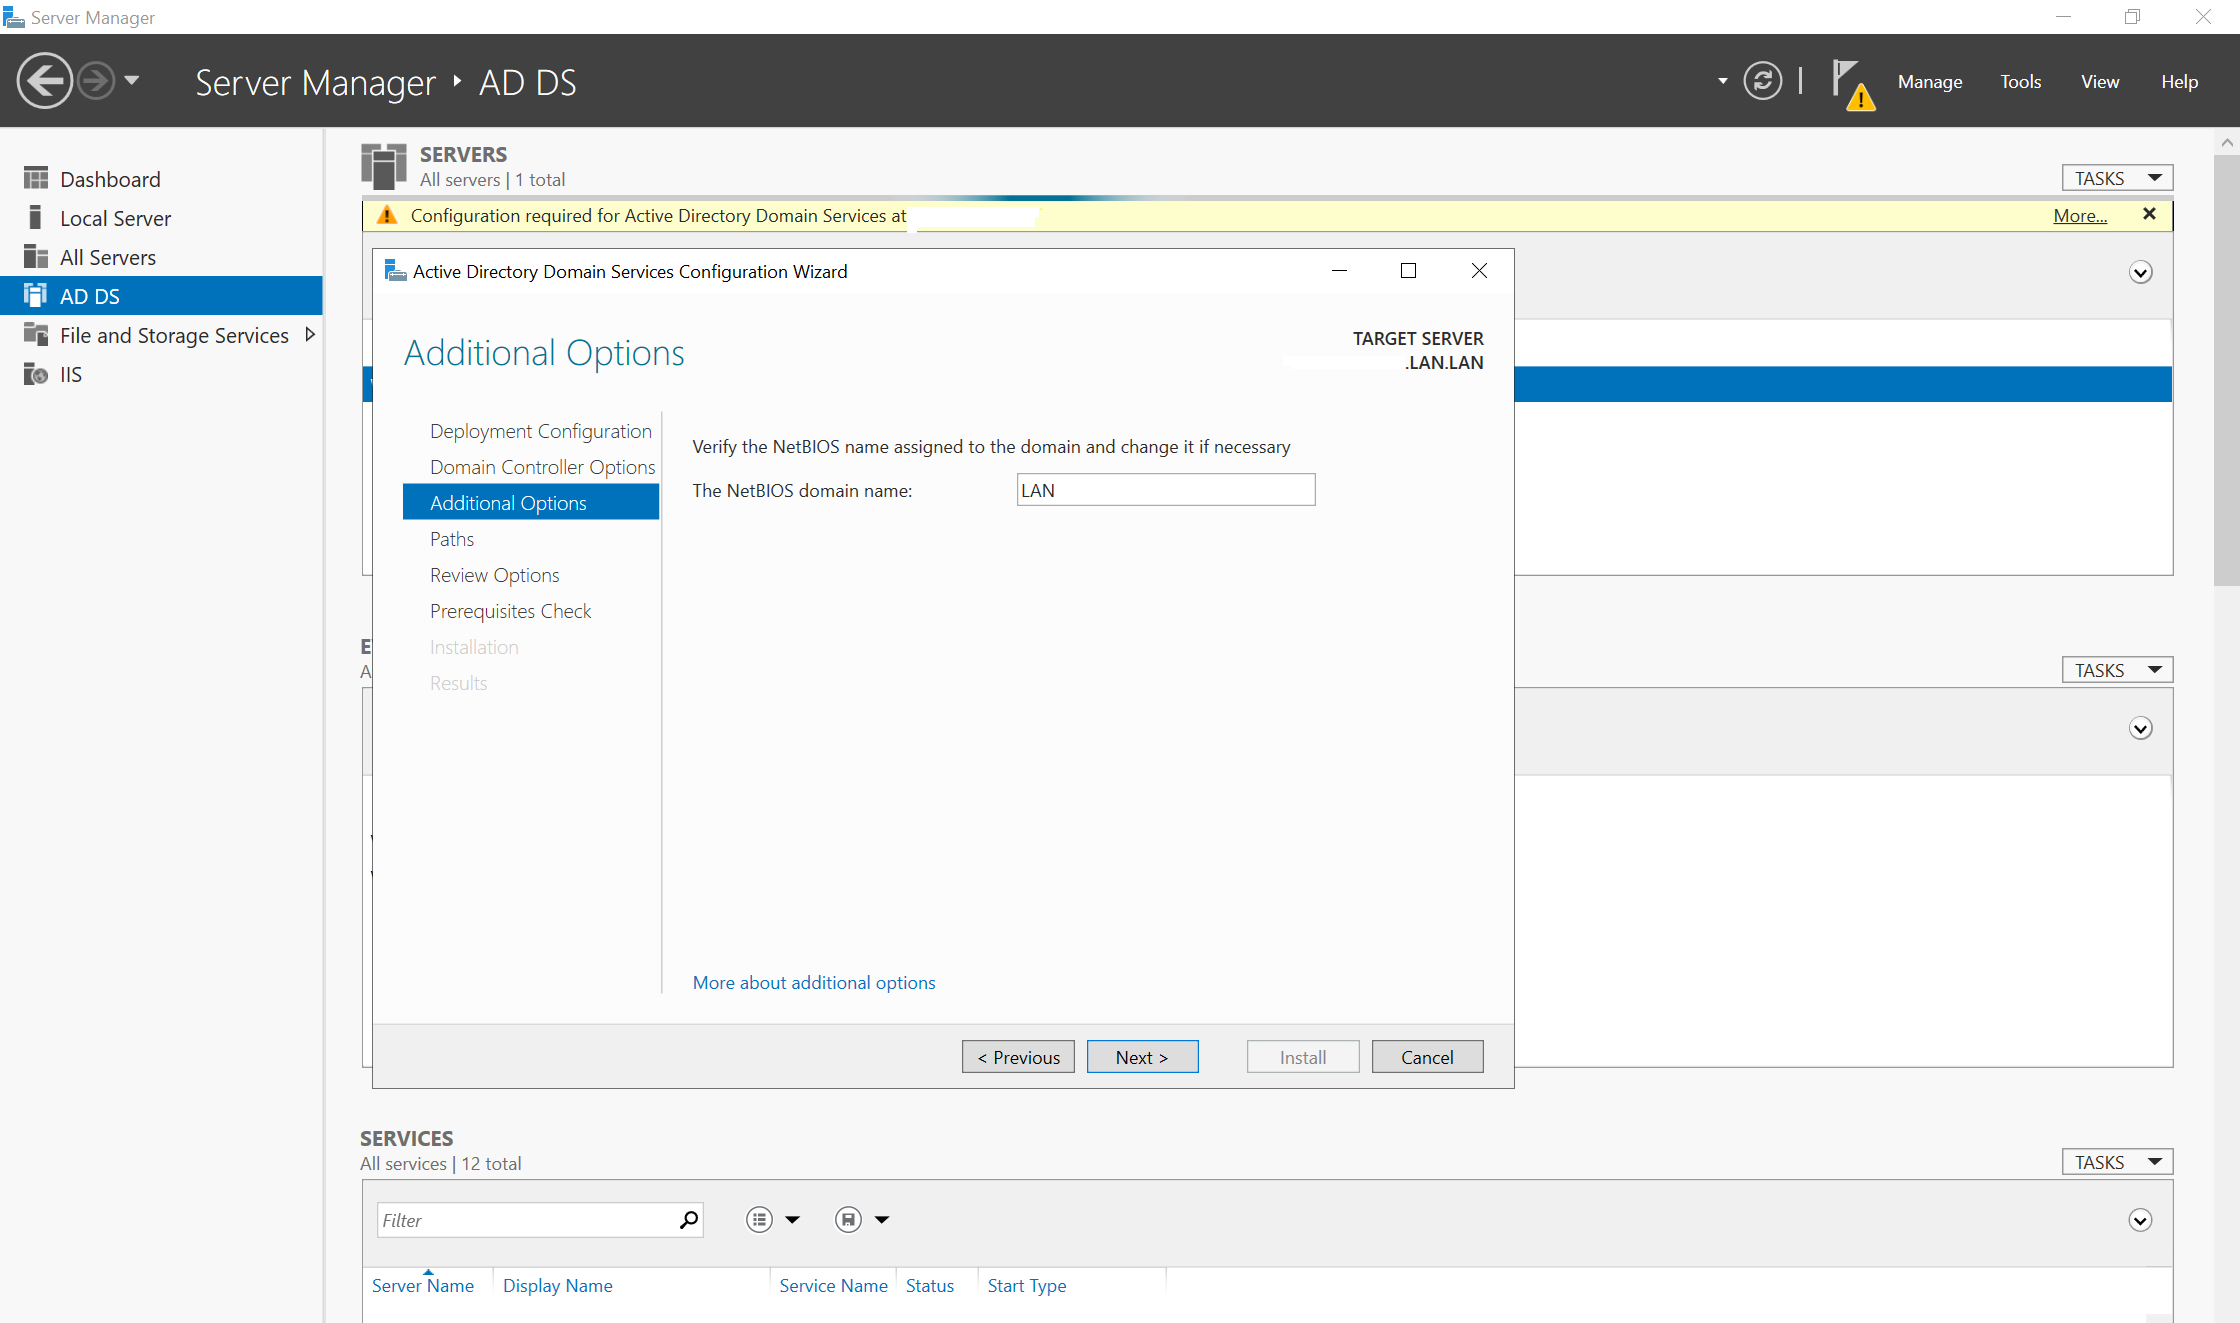 Server Manager
Server Manager AD DS
Manage Tools View Help
Dashboard
Local Server
All Servers
AD DS
File and Storage Services
IIS
SERVERS
All servers | 1 total
TASKS
Configuration required for Active Directory Domain Services at
More...
Active Directory Domain Services Configuration Wizard
Additional Options
TARGET SERVER
.LAN.LAN
Deployment Configuration
Domain Controller Options
Additional Options
Paths
Review Options
Prerequisites Check
Installation
Results
Verify the NetBIOS name assigned to the domain and change it if necessary
The NetBIOS domain name: LAN
More about additional options
< Previous Next > Install Cancel
E
A
TASKS
SERVICES
All services | 12 total
TASKS
Filter
Server Name Display Name Service Name Status Start Type